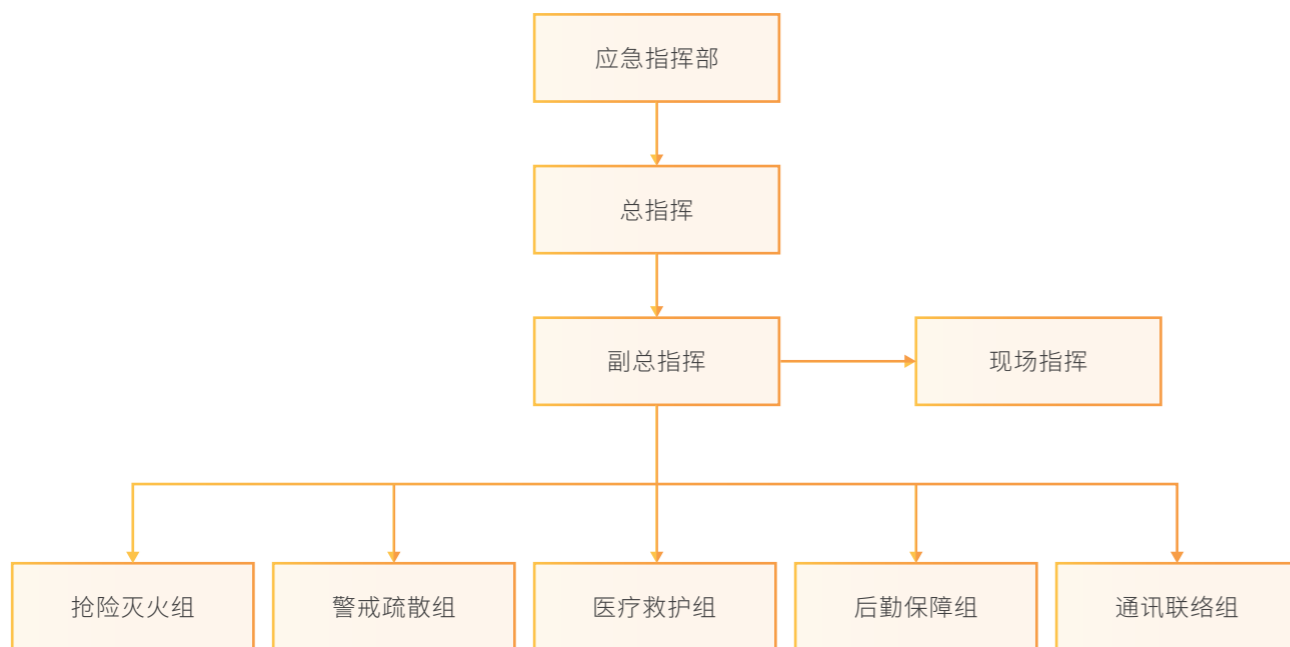 应急指挥部
总指挥
副总指挥
现场指挥
抢险灭火组
警戒疏散组
医疗救护组
后勤保障组
通讯联络组